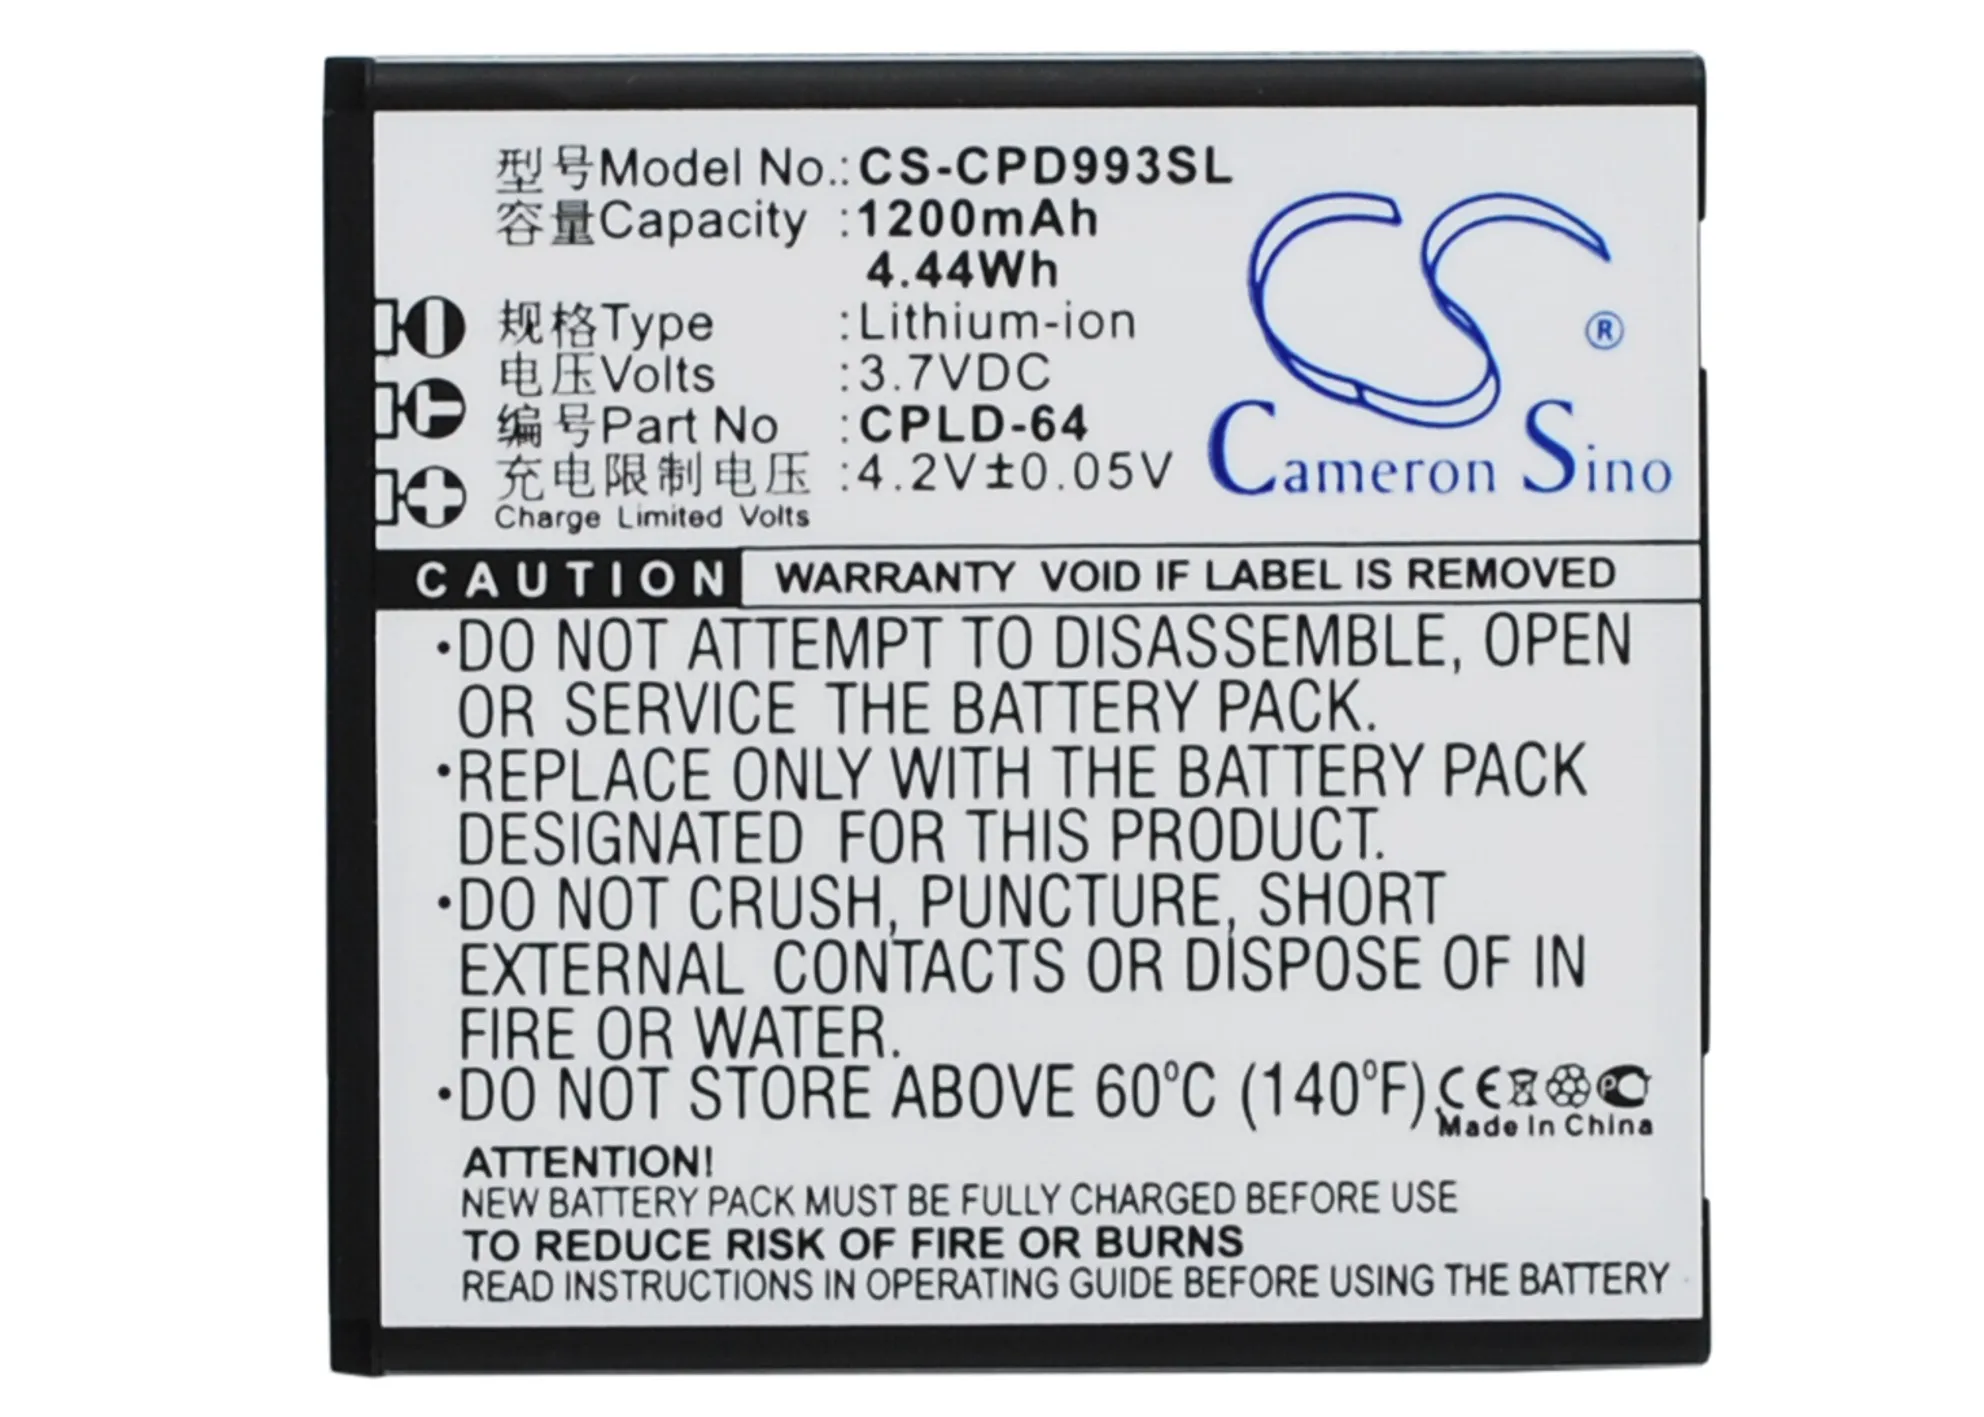 型号Model No.:CS-CPD993SL
容量Capacity :1200mAh
4.44Wh
规格Type :Lithium-ion
电压Volts :3.7VDC
编号Part No :CPLD-64
充电限制电压 :4.2V±0.05V
Charge Limited Volts
CS ®
Cameron Sino
CAUTION WARRANTY VOID IF LABEL IS REMOVED
•DO NOT ATTEMPT TO DISASSEMBLE, OPEN
OR SERVICE THE BATTERY PACK.
•REPLACE ONLY WITH THE BATTERY PACK
DESIGNATED FOR THIS PRODUCT.
•DO NOT CRUSH, PUNCTURE, SHORT
EXTERNAL CONTACTS OR DISPOSE OF IN
FIRE OR WATER.
•DO NOT STORE ABOVE 60°C (140°F) CE PC
Made In China
ATTENTION!
NEW BATTERY PACK MUST BE FULLY CHARGED BEFORE USE
TO REDUCE RISK OF FIRE OR BURNS
READ INSTRUCTIONS IN OPERATING GUIDE BEFORE USING THE BATTERY